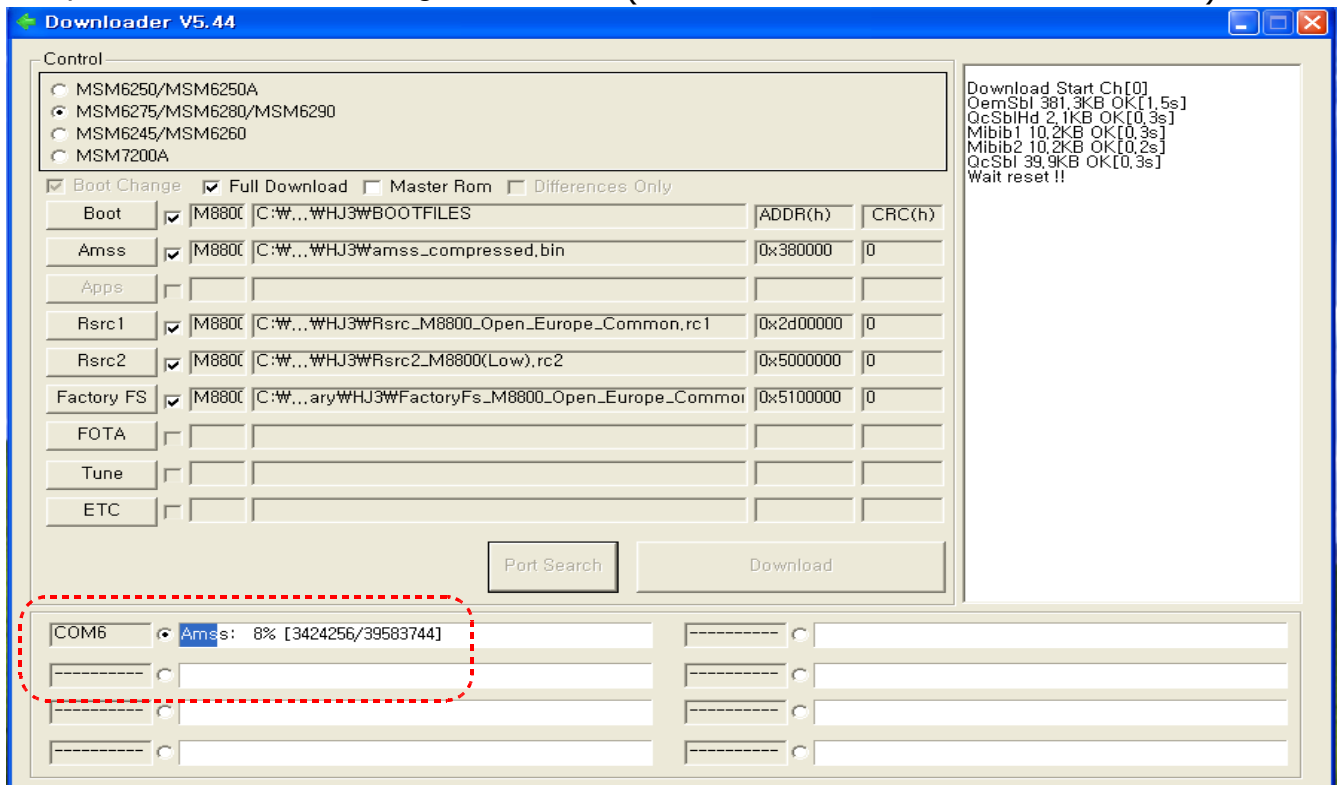 Downloader V5.44
Control
MSM6250/MSM6250A
MSM6275/MSM6280/MSM6290
MSM6245/MSM6260
MSM7200A
Boot Change Full Download Master Rom Differences Only
Boot M8800 C:₩...₩HJ3₩BOOTFILES ADDR(h) CRC(h)
Amss M8800 C:₩...₩HJ3₩amss_compressed.bin 0x380000 0
Apps
Rsrc1 M8800 C:₩...₩HJ3₩Rsrc_M8800_Open_Europe_Common.rc1 0x2d00000 0
Rsrc2 M8800 C:₩...₩HJ3₩Rsrc2_M8800(Low).rc2 0x5000000 0
Factory FS M8800 C:₩...ary₩HJ3₩FactoryFs_M8800_Open_Europe_Commo 0x5100000 0
FOTA
Tune
ETC
Port Search Download
Download Start Ch[0]
OemSbl 381.3KB OK[1.5s]
QcSblHd 2.1KB OK[0.3s]
Mibib1 10.2KB OK[0.3s]
Mibib2 10.2KB OK[0.2s]
QcSbl 39.9KB OK[0.3s]
Wait reset !!
COM6 Amss: 8% [3424256/39583744] ----------
---------- ----------
---------- ----------
---------- ----------